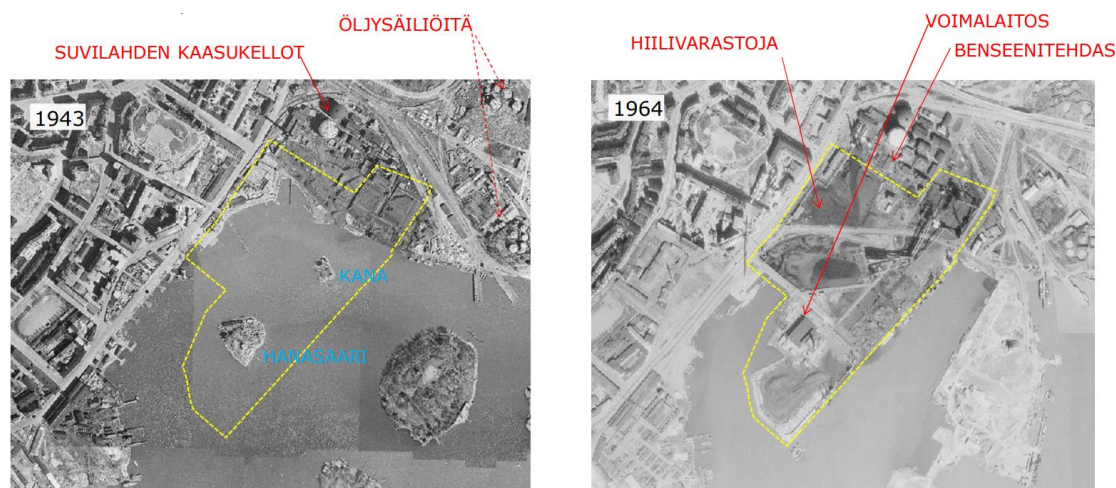 ÖLJYSÄILIÖITÄ
SUVILAHDEN KAASUKELLOT
1943
KANA
HANASAARI
VOIMALAITOS
HIILIVARASTOJA
BENSEENITEHDAS
1964